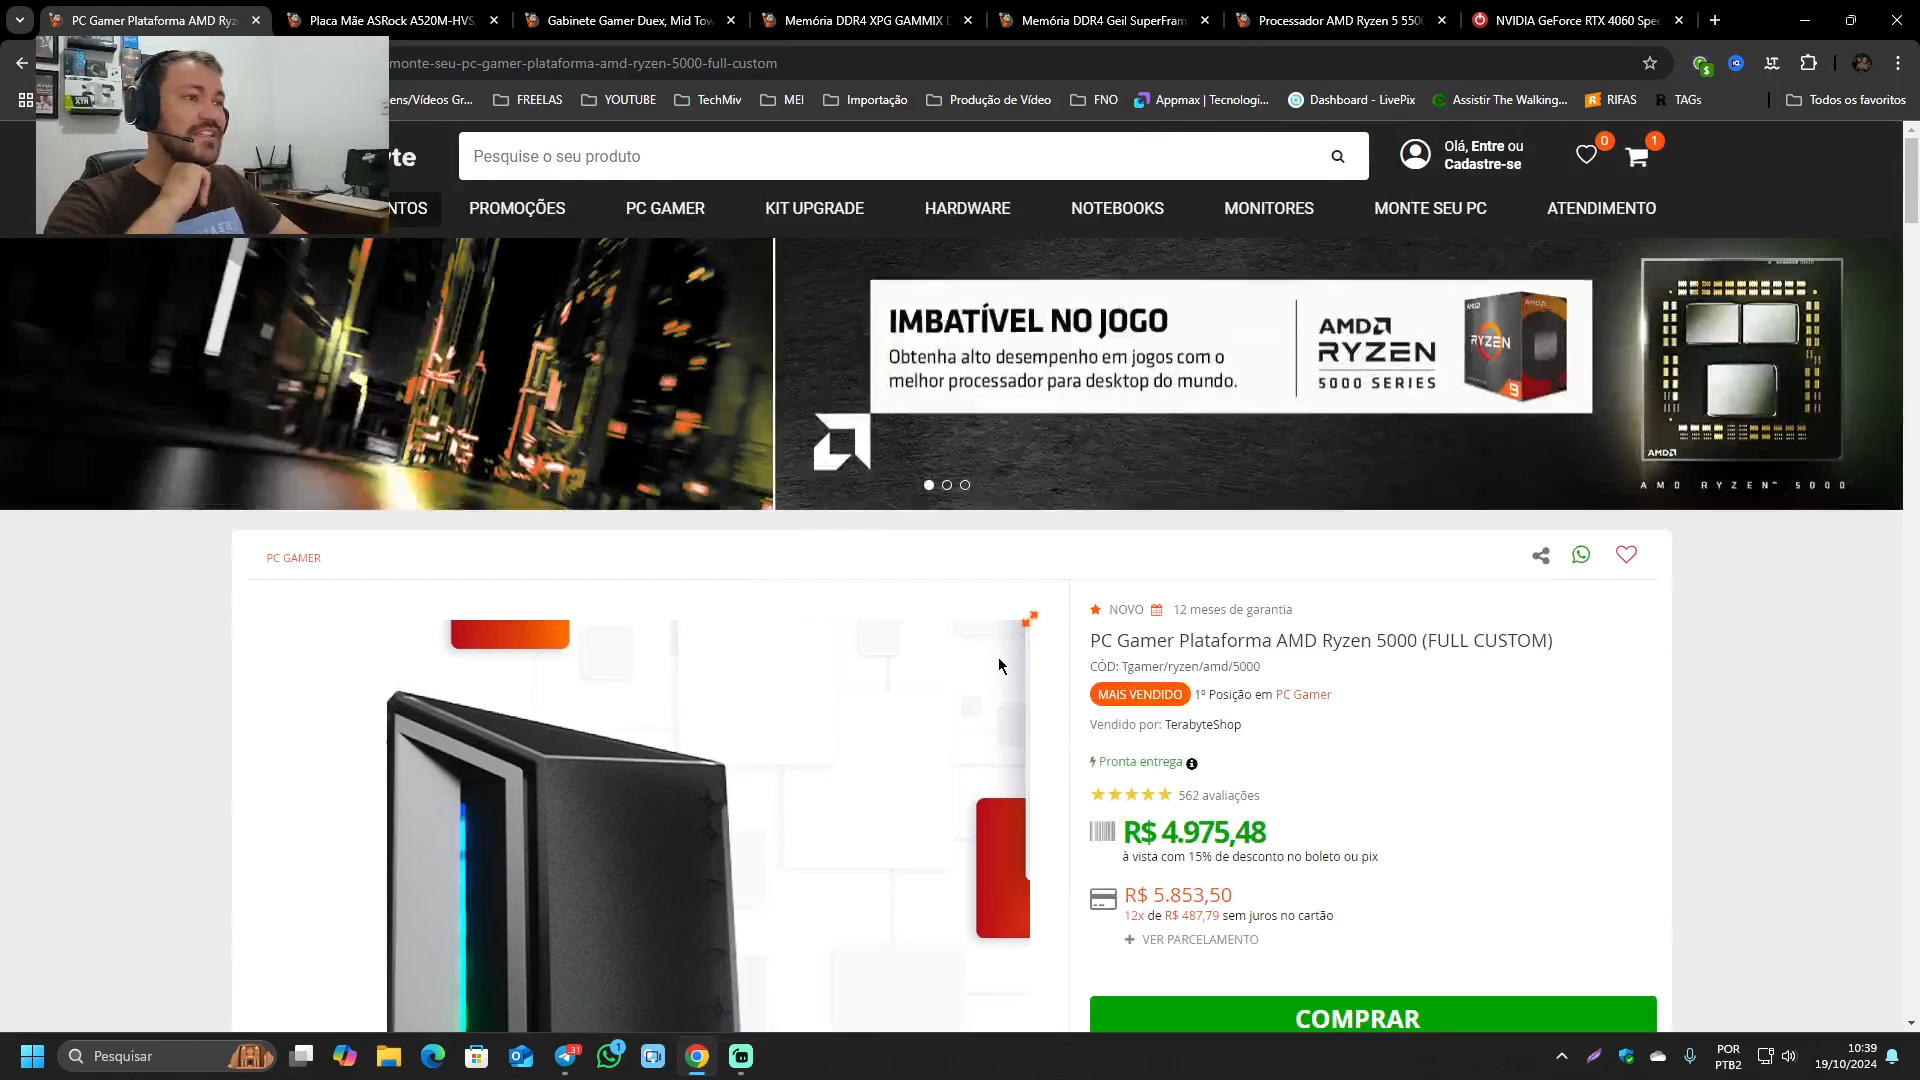 PC Gamer Plataforma AMD Ryz
Placa Mãe ASRock A520M-HVS,
Gabinete Gamer Duex, Mid Tow
Memória DDR4 XPG GAMMIX D
Memória DDR4 Geil SuperFram
Processador AMD Ryzen 5 5500
NVIDIA GeForce RTX 4060 Spec
monte-seu-pc-gamer-plataforma-amd-ryzen-5000-full-custom
ens/Vídeos Gr...
FREELAS
YOUTUBE
TechMiv
MEI
Importação
Produção de Vídeo
FNO
Appmax | Tecnologi...
Dashboard - LivePix
Assistir The Walking...
RIFAS
TAGs
Todos os favoritos
yte
Pesquise o seu produto
Olá, Entre ou
Cadastre-se
0
1
NTOS
PROMOÇÕES
PC GAMER
KIT UPGRADE
HARDWARE
NOTEBOOKS
MONITORES
MONTE SEU PC
ATENDIMENTO
IMBATÍVEL NO JOGO
Obtenha alto desempenho em jogos com o
melhor processador para desktop do mundo.
AMD
RYZEN
5000 SERIES
RYZEN
9
AMD
AMD RYZEN™ 5000
PC GAMER
NOVO
12 meses de garantia
PC Gamer Plataforma AMD Ryzen 5000 (FULL CUSTOM)
CÓD: Tgamer/ryzen/amd/5000
MAIS VENDIDO 1º Posição em PC Gamer
Vendido por: TerabyteShop
Pronta entrega
562 avaliações
R$ 4.975,48
à vista com 15% de desconto no boleto ou pix
R$ 5.853,50
12x de R$ 487,79 sem juros no cartão
+ VER PARCELAMENTO
COMPRAR
Pesquisar
31
1
POR
PTB2
10:39
19/10/2024